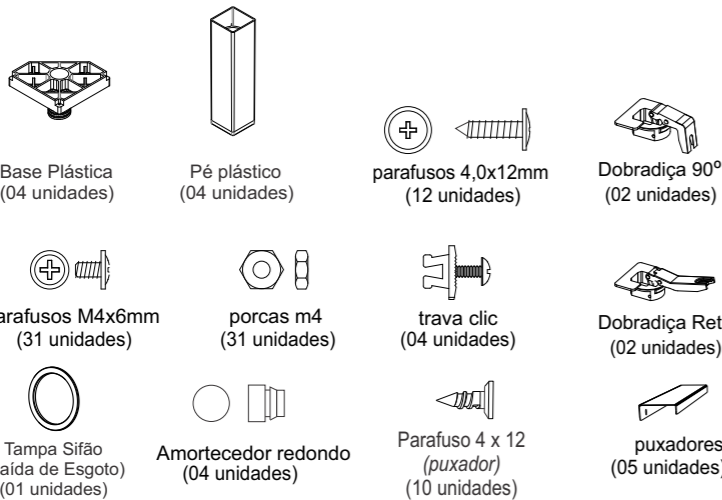 Base Plástica
(04 unidades)
Pé plástico
(04 unidades)
parafusos 4,0x12mm
(12 unidades)
Dobradiça 90º
(02 unidades)
arafusos M4x6mm
(31 unidades)
porcas m4
(31 unidades)
trava clic
(04 unidades)
Dobradiça Ret
(02 unidades)
Tampa Sifão
aída de Esgoto)
(01 unidades)
Amortecedor redondo
(04 unidades)
Parafuso 4 x 12
(puxador)
(10 unidades)
puxadores
(05 unidades)